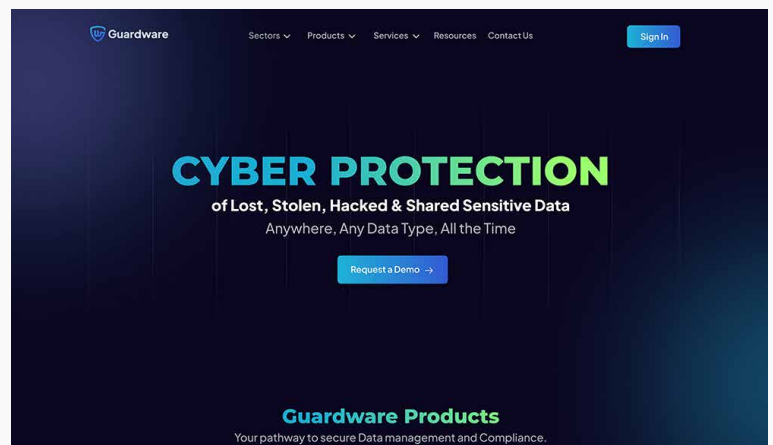 Guardware
Sectors Products Services Resources Contact Us
Sign In
CYBER PROTECTION
of Lost, Stolen, Hacked & Shared Sensitive Data
Anywhere, Any Data Type, All the Time
Request a Demo →
Guardware Products
Your pathway to secure Data management and Compliance.